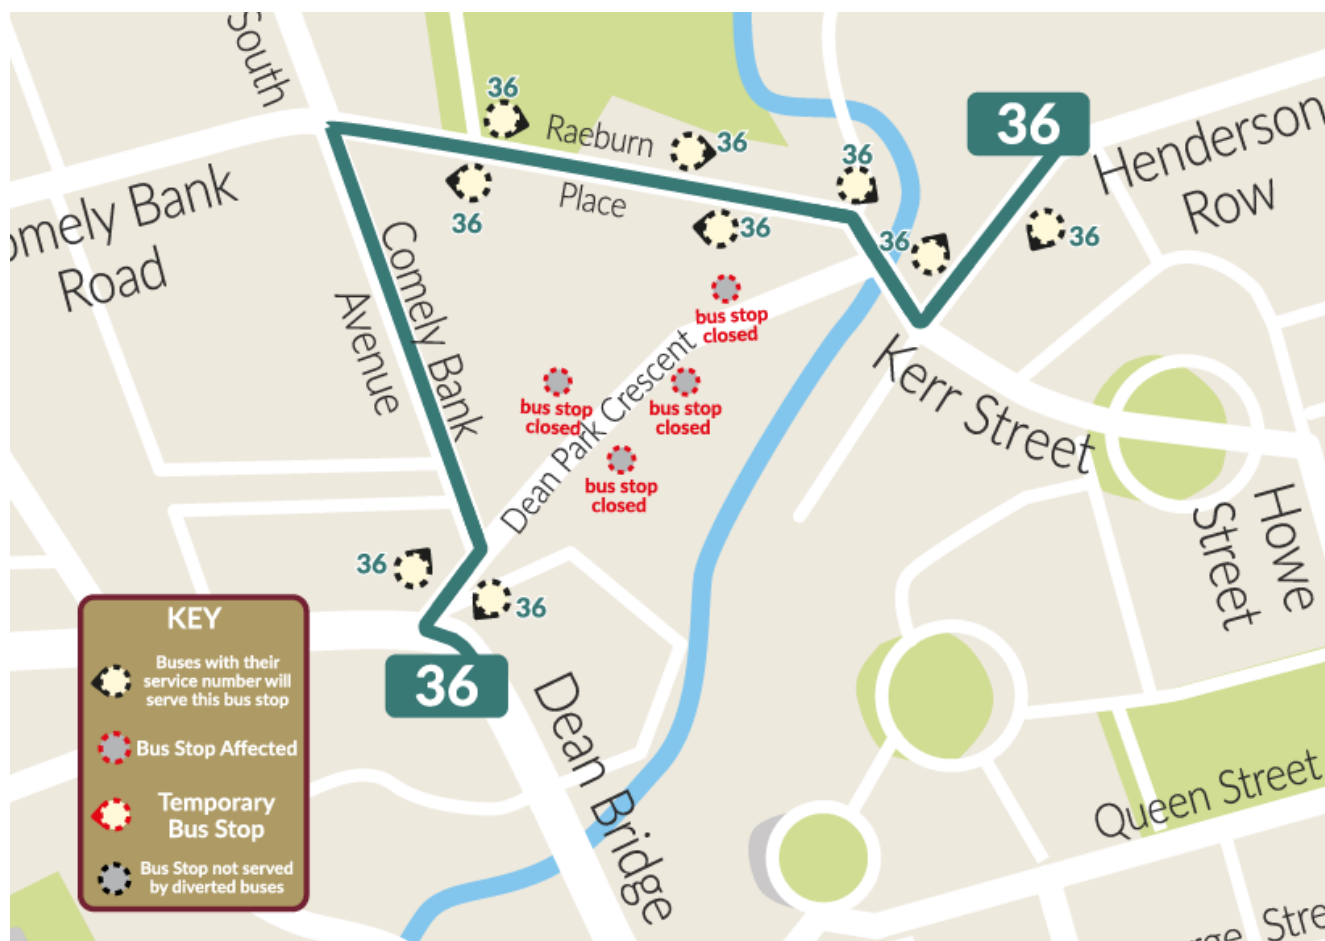 South
36
Raeburn
36
36
36
Henderson
Row
Place
36
36
36
36
omely Bank
Road
Comely Bank
Avenue
bus stop
closed
bus stop
closed
bus stop
closed
Dean Park Crescent
bus stop
closed
Kerr Street
Howe
Street
36
36
36
Dean Bridge
Queen Street
rge Stre
KEY
Buses with their
service number will
serve this bus stop
Bus Stop Affected
Temporary
Bus Stop
Bus Stop not served
by diverted buses